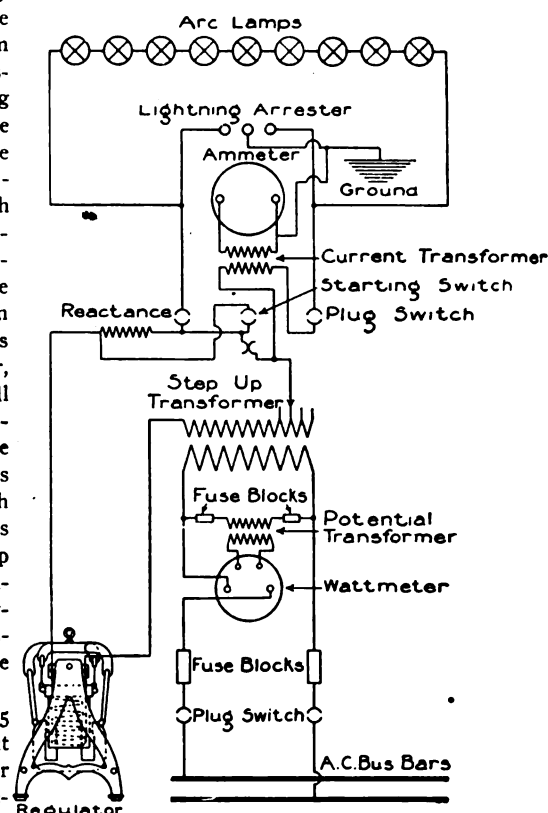 Arc Lamps
Lightning Arrester
Ammeter
Ground
Current Transformer
Starting Switch
Reactance
Plug Switch
Step Up
Transformer
Fuse Blocks
Potential
Transformer
Wattmeter
Fuse Blocks
Plug Switch
A.C. Bus Bars
Regulator